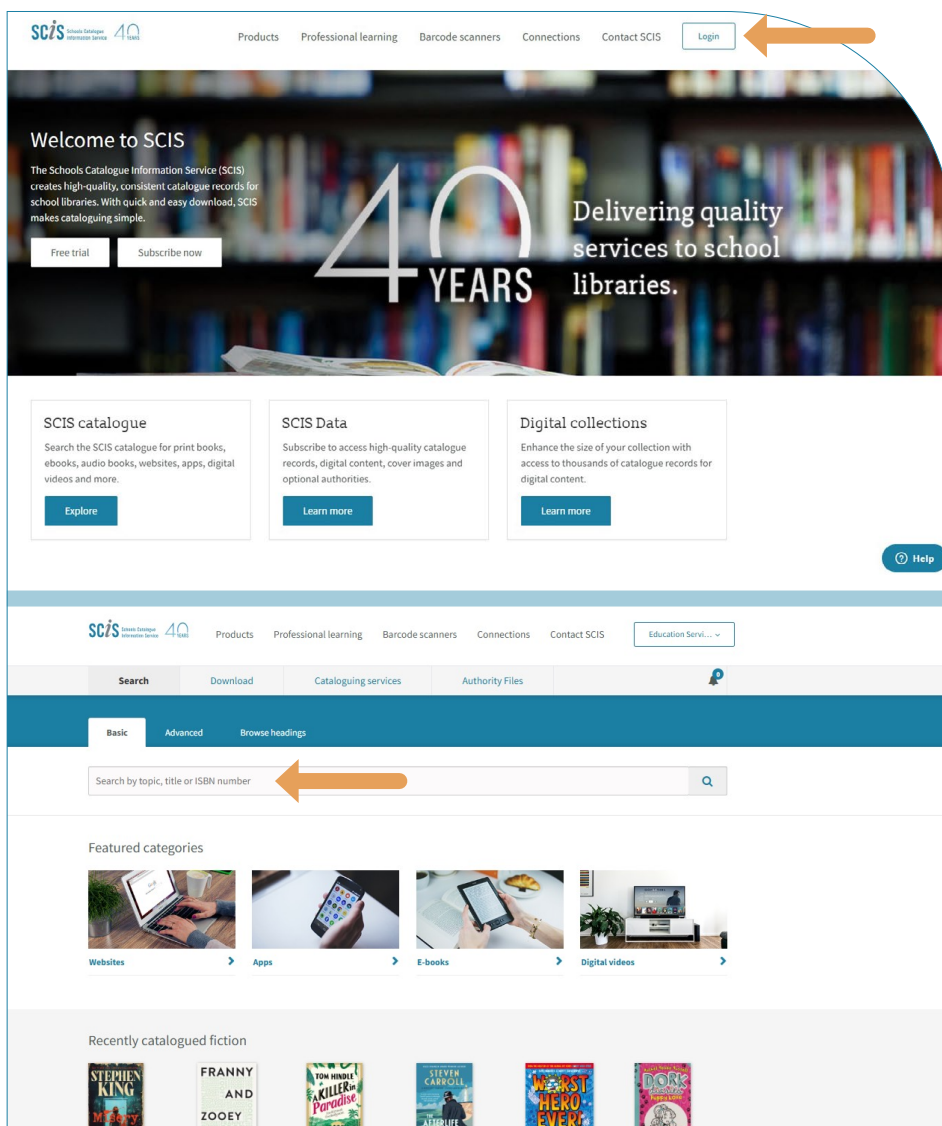 SCIS Schools Catalogue Information Service 40 YEARS
Products Professional learning Barcode scanners Connections Contact SCIS Login
Welcome to SCIS
The Schools Catalogue Information Service (SCIS)
creates high-quality, consistent catalogue records for
school libraries. With quick and easy download, SCIS
makes cataloguing simple.
Free trial Subscribe now
40 YEARS
Delivering quality
services to school
libraries.
SCIS catalogue
Search the SCIS catalogue for print books,
ebooks, audio books, websites, apps, digital
videos and more.
Explore
SCIS Data
Subscribe to access high-quality catalogue
records, digital content, cover images and
optional authorities.
Learn more
Digital collections
Enhance the size of your collection with
access to thousands of catalogue records for
digital content.
Learn more
Help
SCIS Schools Catalogue Information Service 40 YEARS
Products Professional learning Barcode scanners Connections Contact SCIS Education Servi...
Search Download Cataloguing services Authority Files 0
Basic Advanced Browse headings
Search by topic, title or ISBN number
Featured categories
Websites Apps E-books Digital videos
Recently catalogued fiction
STEPHEN
KING
Misery
FRANNY
AND
ZOOEY
TOM HINDLE
A KILLER in
Paradise
STEVEN
CARROLL
THE
AFTERLIFE
WORST
HERO
EVER!
DORK
Puppy Love